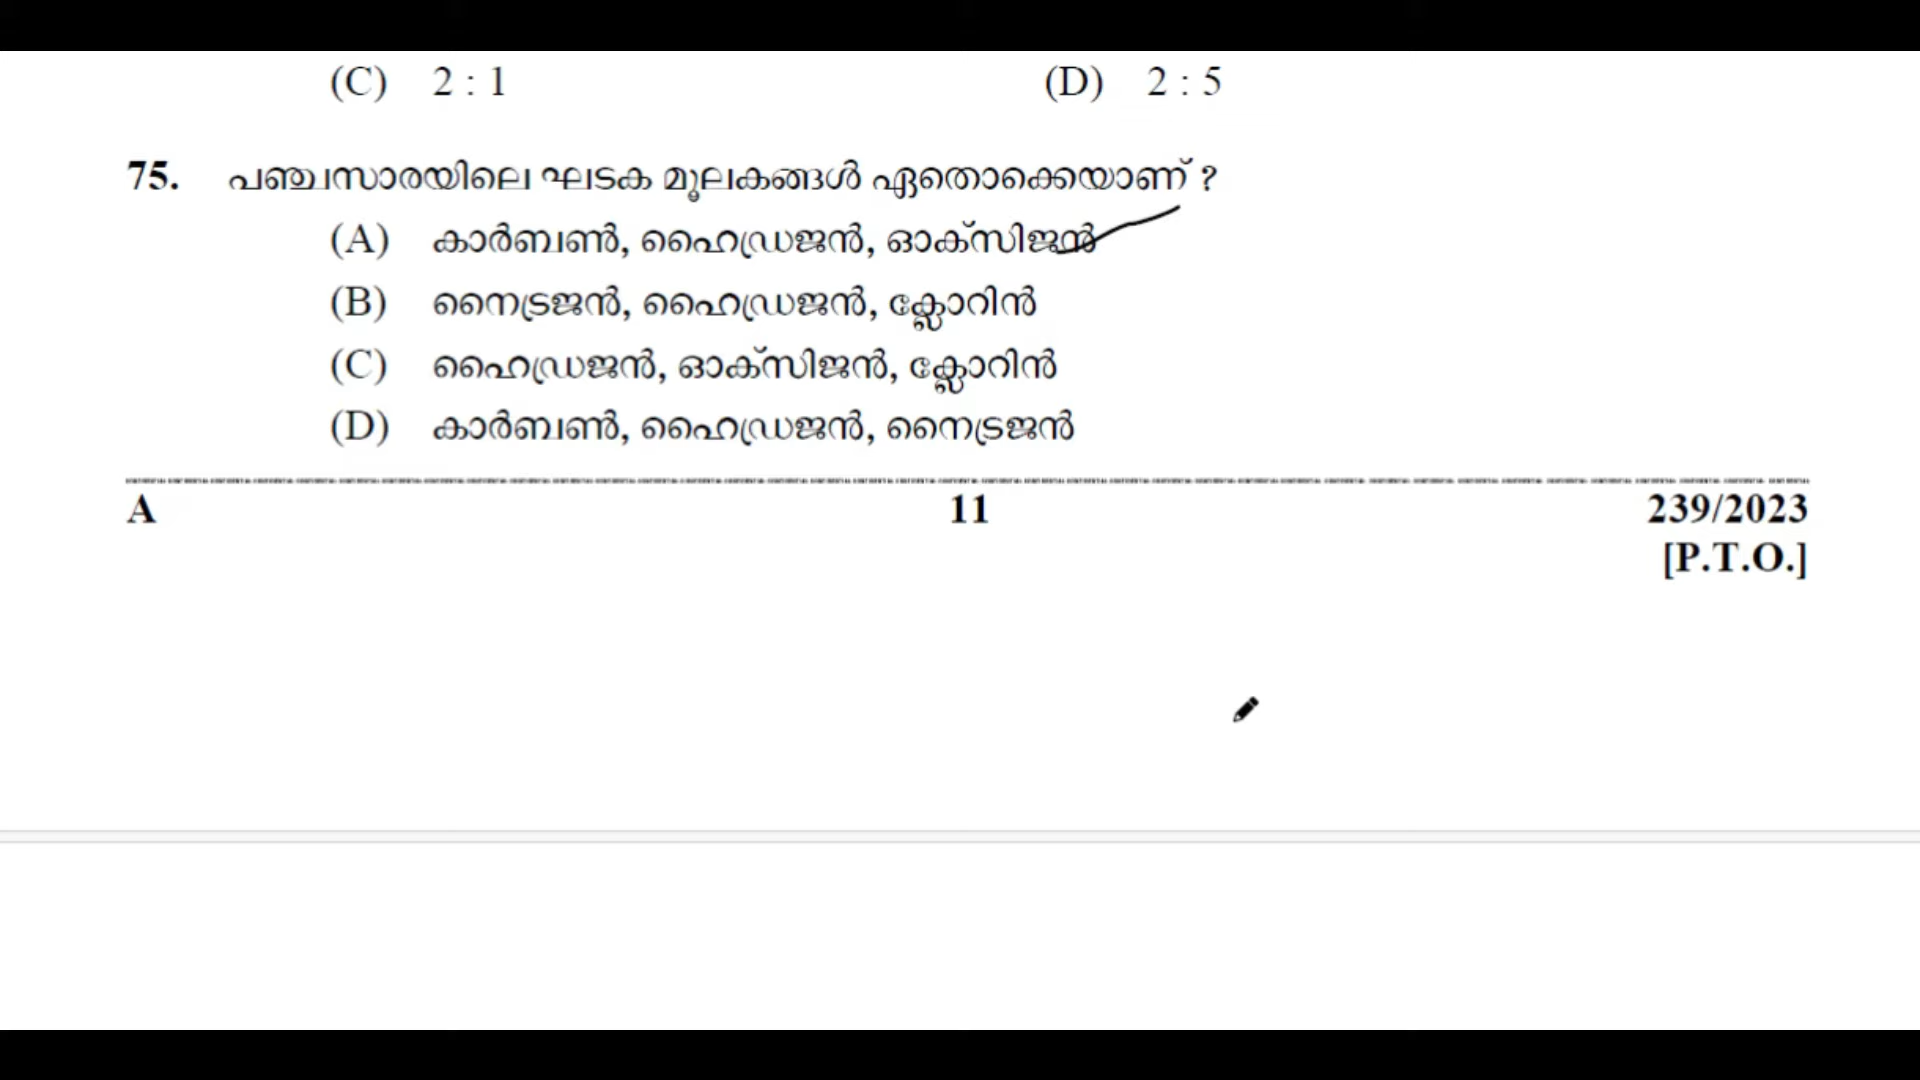 (C) 2 : 1 (D) 2 : 5
75. പഞ്ചസാരയിലെ ഘടക മൂലകങ്ങൾ ഏതൊക്കെയാണ് ?
(A) കാർബൺ, ഹൈഡ്രജൻ, ഓക്സിജൻ
(B) നൈട്രജൻ, ഹൈഡ്രജൻ, ക്ലോറിൻ
(C) ഹൈഡ്രജൻ, ഓക്സിജൻ, ക്ലോറിൻ
(D) കാർബൺ, ഹൈഡ്രജൻ, നൈട്രജൻ
A 11 239/2023
[P.T.O.]